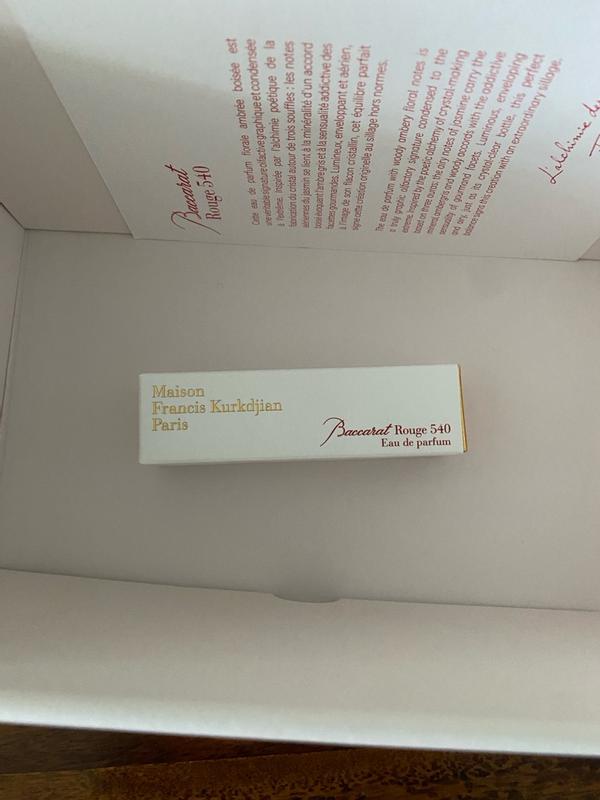 Baccarat
Rouge 540
Cette eau de parfum florale ambrée boisée est
une véritable signature olfactive graphique et condensée
à l'extrême. Inspirée par l'alchimie poétique de la
fabrication du cristal autour de trois souffles : les notes
aériennes du jasmin se lient à la minéralité d'un accord
boisé évoquant l'ambre gris et à la sensualité addictive des
facettes gourmandes. Lumineux, enveloppant et aérien,
à l'image de son flacon cristallin, cet équilibre parfait
signe cette création originelle au sillage hors normes.
The eau de parfum with woody ambery floral notes is
a truly graphic olfactory signature condensed to the
extreme. Inspired by the poetic alchemy of crystal-making
based on three auras: the airy notes of jasmine carry the
mineral ambergris and woody accords with the addictive
sensuality of gourmand facets. Luminous, enveloping
and airy, just as its crystal-clear bottle, this perfect
balance signs this creation with an extraordinary sillage.
L'alchimie des
Maison
Francis Kurkdjian
Paris
Baccarat Rouge 540
Eau de parfum